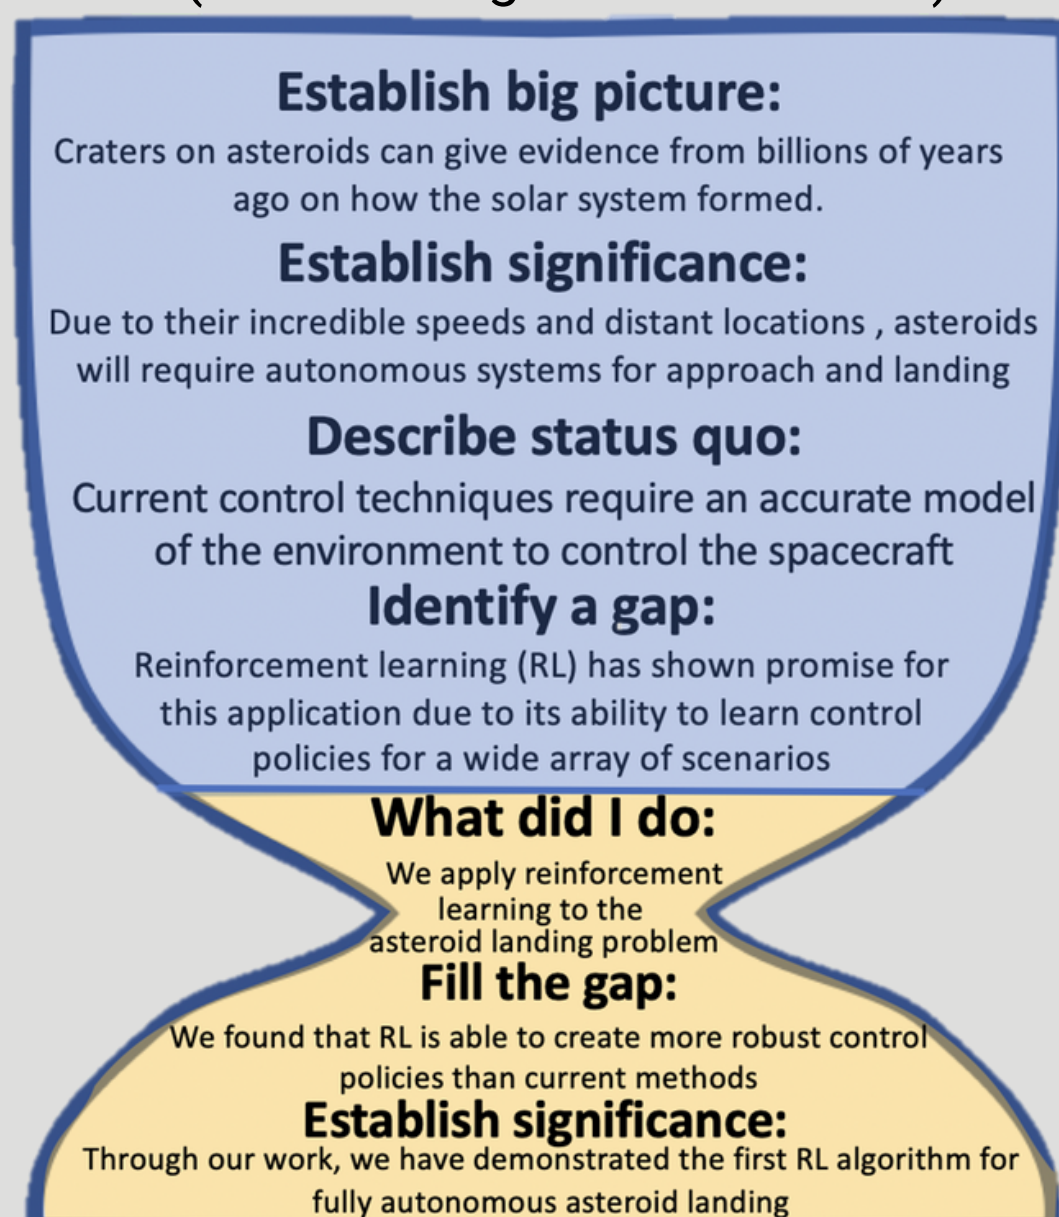 Establish big picture:
Craters on asteroids can give evidence from billions of years
ago on how the solar system formed.
Establish significance:
Due to their incredible speeds and distant locations , asteroids
will require autonomous systems for approach and landing
Describe status quo:
Current control techniques require an accurate model
of the environment to control the spacecraft
Identify a gap:
Reinforcement learning (RL) has shown promise for
this application due to its ability to learn control
policies for a wide array of scenarios
What did I do:
We apply reinforcement
learning to the
asteroid landing problem
Fill the gap:
We found that RL is able to create more robust control
policies than current methods
Establish significance:
Through our work, we have demonstrated the first RL algorithm for
fully autonomous asteroid landing